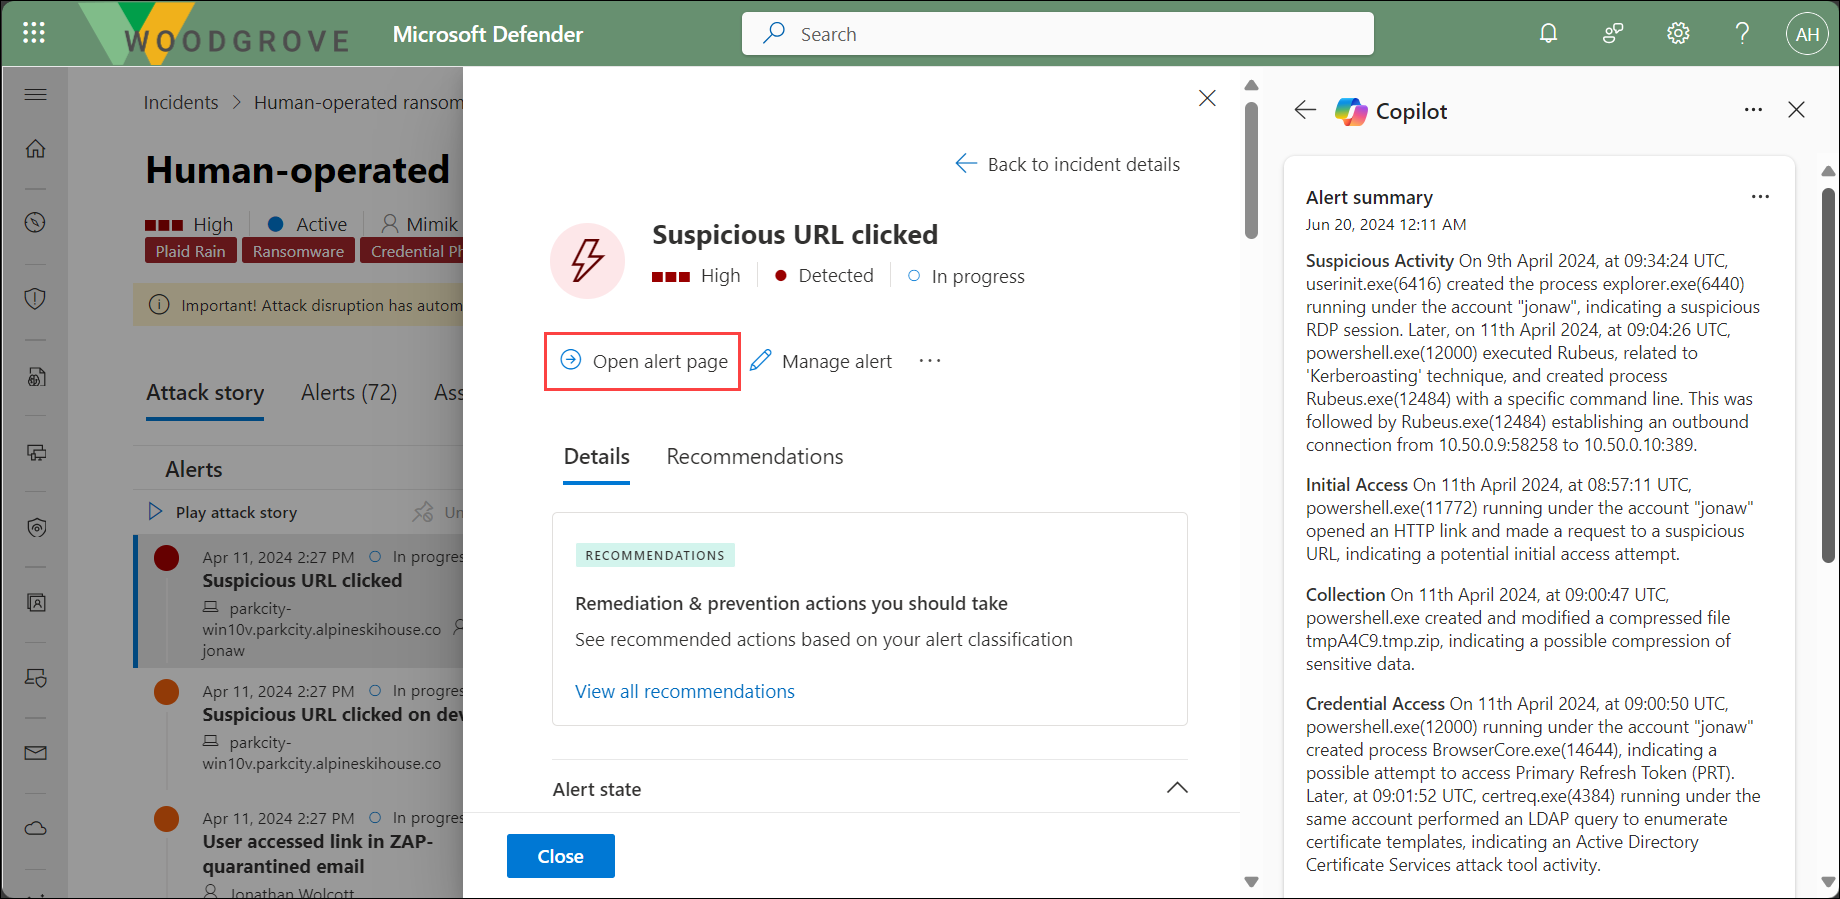 WOODGROVE
Microsoft Defender
Search
AH
Incidents > Human-operated ransom
Human-operated
High
Active
Mimik
Plaid Rain
Ransomware
Credential Ph
Important! Attack disruption has autom
Attack story
Alerts (72)
Ass
Alerts
Play attack story
Un
Apr 11, 2024 2:27 PM
In progres
Suspicious URL clicked
parkcity-
win10v.parkcity.alpineskihouse.co
jonaw
Apr 11, 2024 2:27 PM
In progres
Suspicious URL clicked on dev
parkcity-
win10v.parkcity.alpineskihouse.co
Apr 11, 2024 2:27 PM
In progres
User accessed link in ZAP-
quarantined email
Jonathan Wolcott
Back to incident details
Suspicious URL clicked
High
Detected
In progress
Open alert page
Manage alert
Details
Recommendations
RECOMMENDATIONS
Remediation & prevention actions you should take
See recommended actions based on your alert classification
View all recommendations
Alert state
Close
Copilot
Alert summary
Jun 20, 2024 12:11 AM
Suspicious Activity On 9th April 2024, at 09:34:24 UTC,
userinit.exe(6416) created the process explorer.exe(6440)
running under the account "jonaw", indicating a suspicious
RDP session. Later, on 11th April 2024, at 09:04:26 UTC,
powershell.exe(12000) executed Rubeus, related to
'Kerberoasting' technique, and created process
Rubeus.exe(12484) with a specific command line. This was
followed by Rubeus.exe(12484) establishing an outbound
connection from 10.50.0.9:58258 to 10.50.0.10:389.
Initial Access On 11th April 2024, at 08:57:11 UTC,
powershell.exe(11772) running under the account "jonaw"
opened an HTTP link and made a request to a suspicious
URL, indicating a potential initial access attempt.
Collection On 11th April 2024, at 09:00:47 UTC,
powershell.exe created and modified a compressed file
tmpA4C9.tmp.zip, indicating a possible compression of
sensitive data.
Credential Access On 11th April 2024, at 09:00:50 UTC,
powershell.exe(12000) running under the account "jonaw"
created process BrowserCore.exe(14644), indicating a
possible attempt to access Primary Refresh Token (PRT).
Later, at 09:01:52 UTC, certreq.exe(4384) running under the
same account performed an LDAP query to enumerate
certificate templates, indicating an Active Directory
Certificate Services attack tool activity.